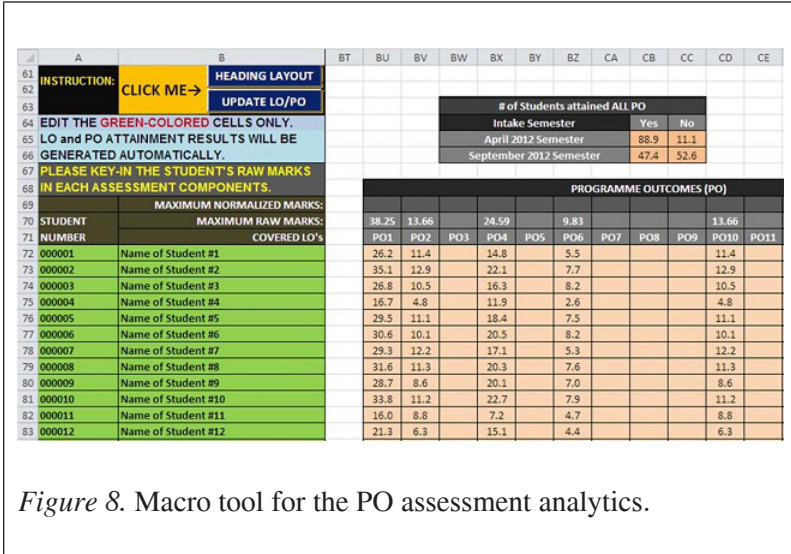 A B BT BU BV BW BX BY BZ CA CB CC CD CE
61 INSTRUCTION: CLICK ME→ HEADING LAYOUT
62
63 UPDATE LO/PO # of Students attained ALL PO
64 EDIT THE GREEN-COLORED CELLS ONLY. Intake Semester Yes No
65 LO and PO ATTAINMENT RESULTS WILL BE April 2012 Semester 88.9 11.1
66 GENERATED AUTOMATICALLY. September 2012 Semester 47.4 52.6
67 PLEASE KEY-IN THE STUDENT'S RAW MARKS
68 IN EACH ASSESSMENT COMPONENTS. PROGRAMME OUTCOMES (PO)
69 MAXIMUM NORMALIZED MARKS:
70 STUDENT MAXIMUM RAW MARKS: 38.25 13.66 24.59 9.83 13.66
71 NUMBER COVERED LO's PO1 PO2 PO3 PO4 PO5 PO6 PO7 PO8 PO9 PO10 PO11
72 000001 Name of Student #1 26.2 11.4 14.8 5.5 11.4
73 000002 Name of Student #2 35.1 12.9 22.1 7.7 12.9
74 000003 Name of Student #3 26.8 10.5 16.3 8.2 10.5
75 000004 Name of Student #4 16.7 4.8 11.9 2.6 4.8
76 000005 Name of Student #5 29.5 11.1 18.4 7.5 11.1
77 000006 Name of Student #6 30.6 10.1 20.5 8.2 10.1
78 000007 Name of Student #7 29.3 12.2 17.1 5.3 12.2
79 000008 Name of Student #8 31.6 11.3 20.3 7.6 11.3
80 000009 Name of Student #9 28.7 8.6 20.1 7.0 8.6
81 000010 Name of Student #10 33.8 11.2 22.7 7.9 11.2
82 000011 Name of Student #11 16.0 8.8 7.2 4.7 8.8
83 000012 Name of Student #12 21.3 6.3 15.1 4.4 6.3
Figure 8. Macro tool for the PO assessment analytics.